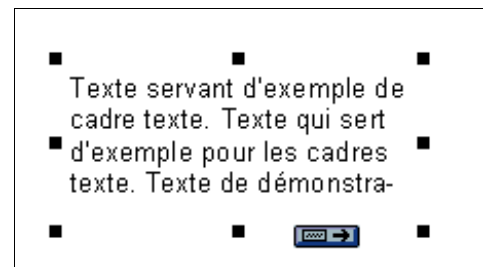 Texte servant d'exemple de
cadre texte. Texte qui sert
d'exemple pour les cadres
texte. Texte de démonstra-